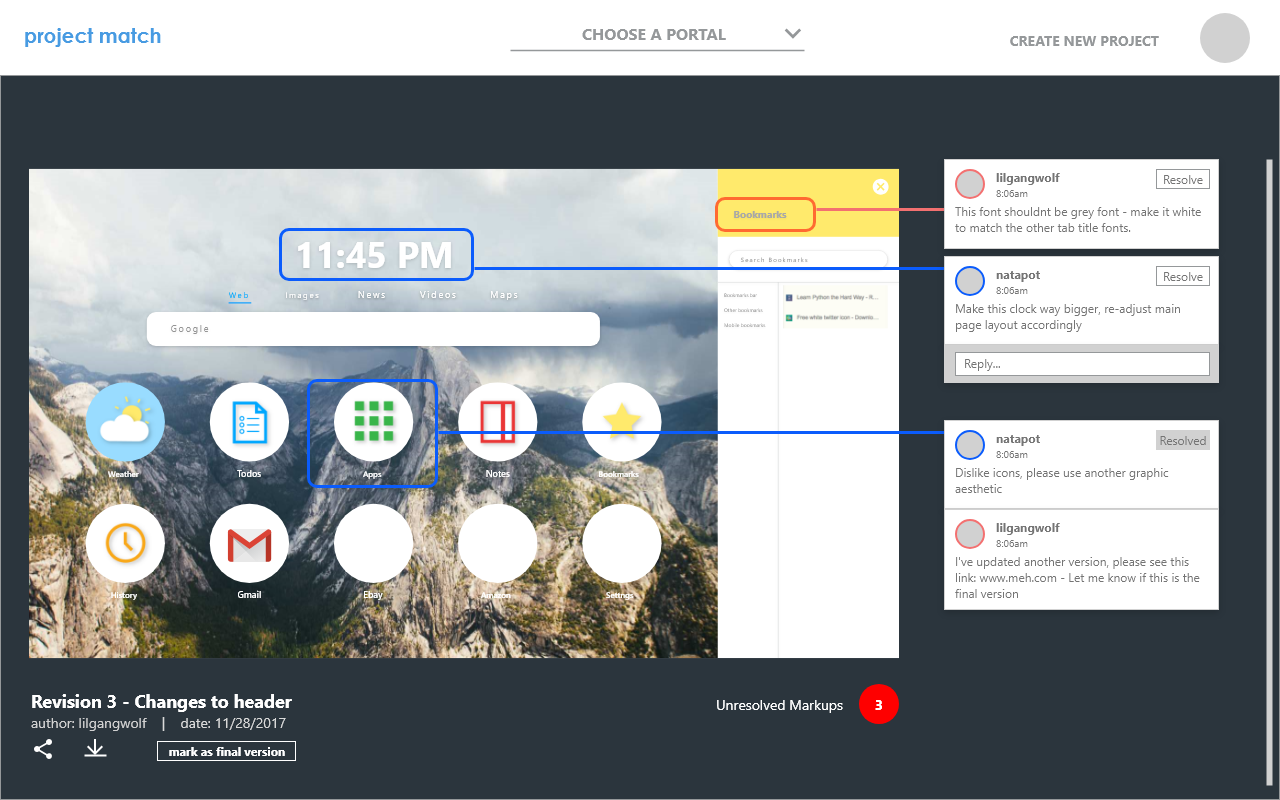 project match
CHOOSE A PORTAL
CREATE NEW PROJECT
11:45 PM
Web Images News Videos Maps
Google
Weather Todos Apps Notes Bookmarks
History Gmail Ebay Amazon Settings
Bookmarks
Search Bookmarks
Bookmarks bar
Other bookmarks
Mobile bookmarks
Learn Python the Hard Way - R...
Free white twitter icon - Downlo...
lilgangwolf
Resolve
8:06am
This font shouldnt be grey font - make it white
to match the other tab title fonts.
natapot
Resolve
8:06am
Make this clock way bigger, re-adjust main
page layout accordingly
Reply...
natapot
Resolved
8:06am
Dislike icons, please use another graphic
aesthetic
lilgangwolf
8:06am
I've updated another version, please see this
link: www.meh.com - Let me know if this is the
final version
Revision 3 - Changes to header
author: lilgangwolf | date: 11/28/2017
mark as final version
Unresolved Markups 3